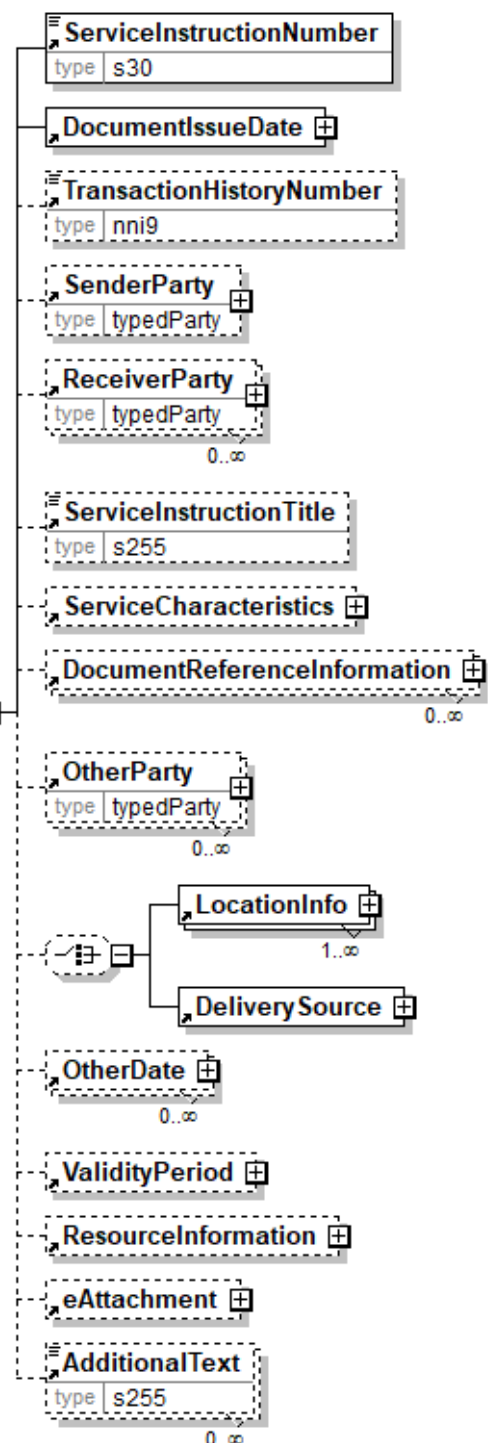 ServiceInstructionNumber
type s30
DocumentIssueDate
TransactionHistoryNumber
type nni9
SenderParty
type typedParty
ReceiverParty
type typedParty
0..∞
ServiceInstructionTitle
type s255
ServiceCharacteristics
DocumentReferenceInformation
0..∞
OtherParty
type typedParty
0..∞
LocationInfo
1..∞
DeliverySource
OtherDate
0..∞
ValidityPeriod
ResourceInformation
eAttachment
AdditionalText
type s255
0..∞